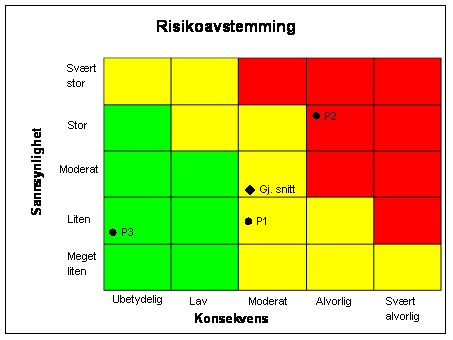 Risikoavstemming
Sannsynlighet
Svært
stor
Stor
P2
Moderat
Gj. snitt
Liten
P1
P3
Meget
liten
Ubetydelig
Lav
Moderat
Alvorlig
Svært
alvorlig
Konsekvens